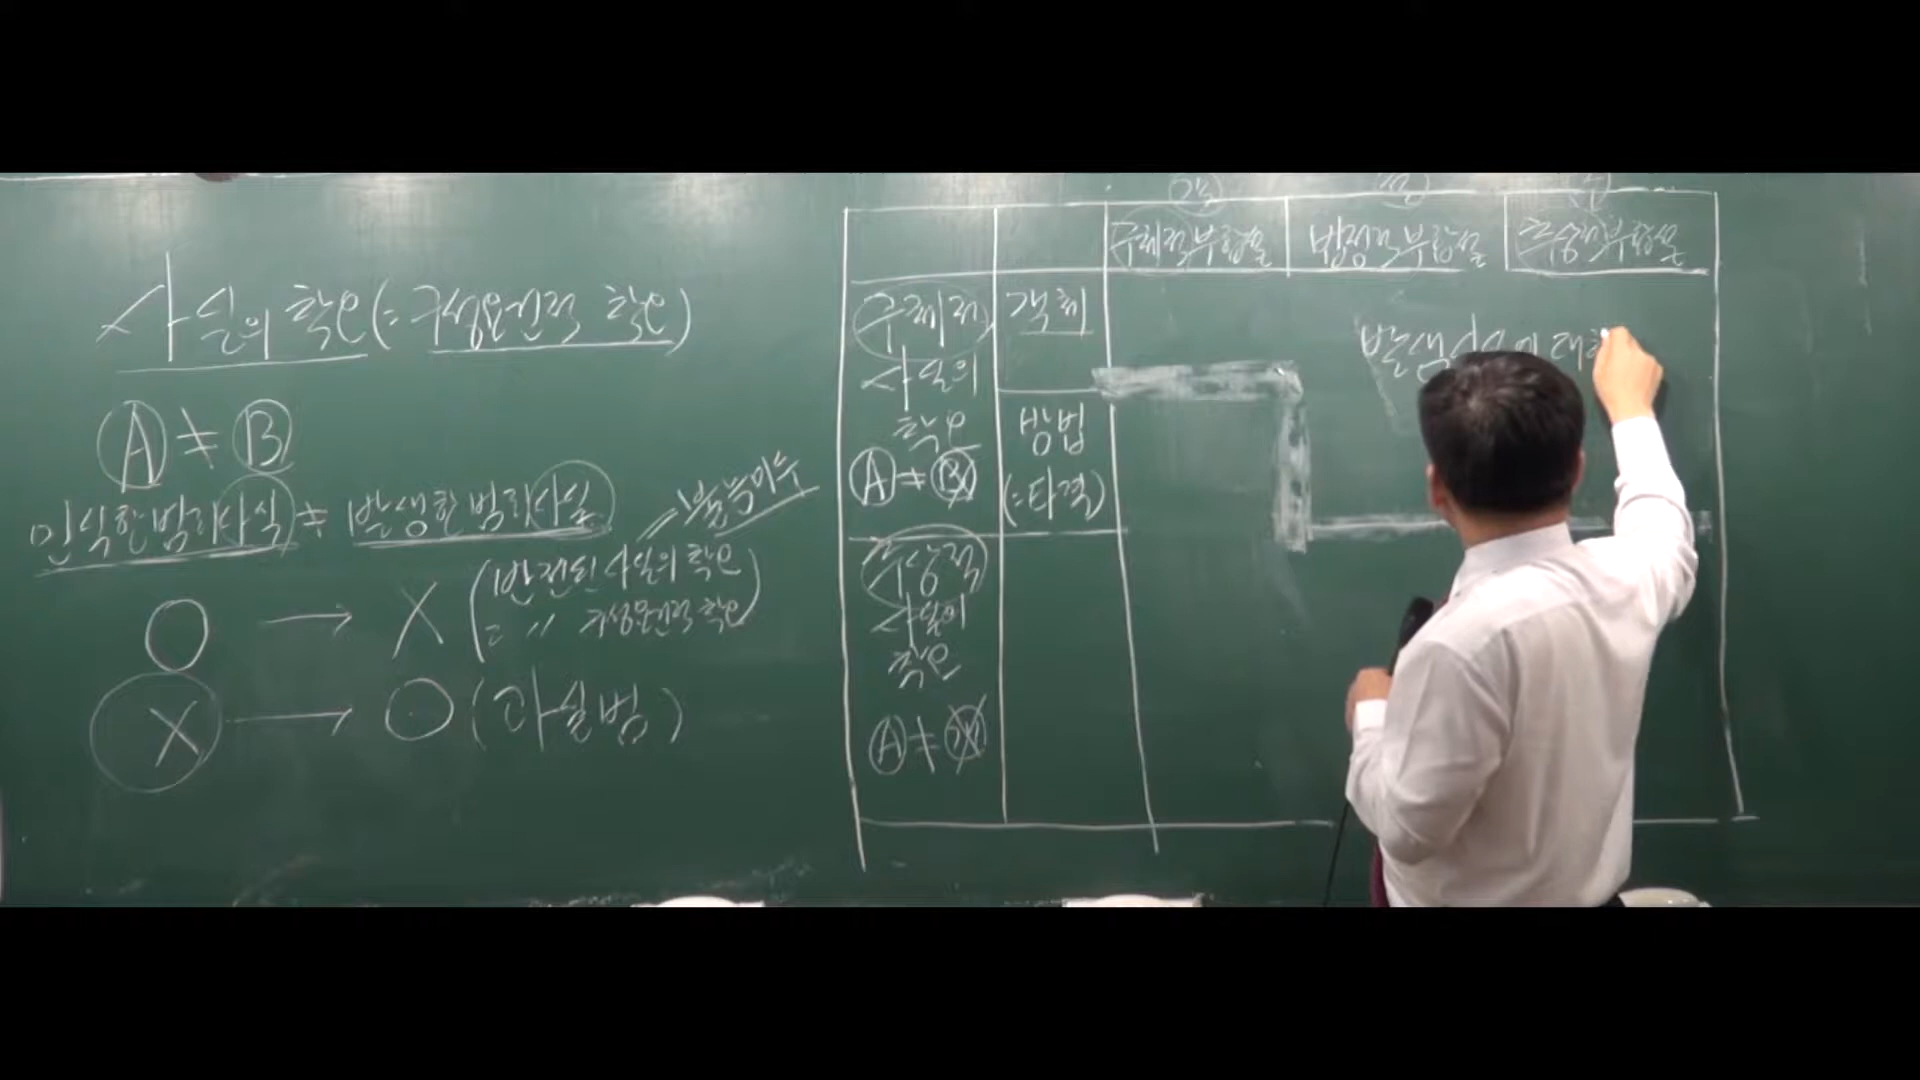 사실의 착오(=구성요건적 착오)
Ⓐ ≠ Ⓑ
인식한 범죄사실 ≠ 발생한 범죄사실
불능미수
O → X (반전된 사실의 착오
= 〃 구성요건적 착오)
X → O (과실범)
구체적부합설 법정적부합설 추상적부합설
구체적 사실의 착오
Ⓐ ≠ Ⓑ
객체
방법
(=타격)
발생사실에 대한
추상적 사실의 착오
Ⓐ ≠